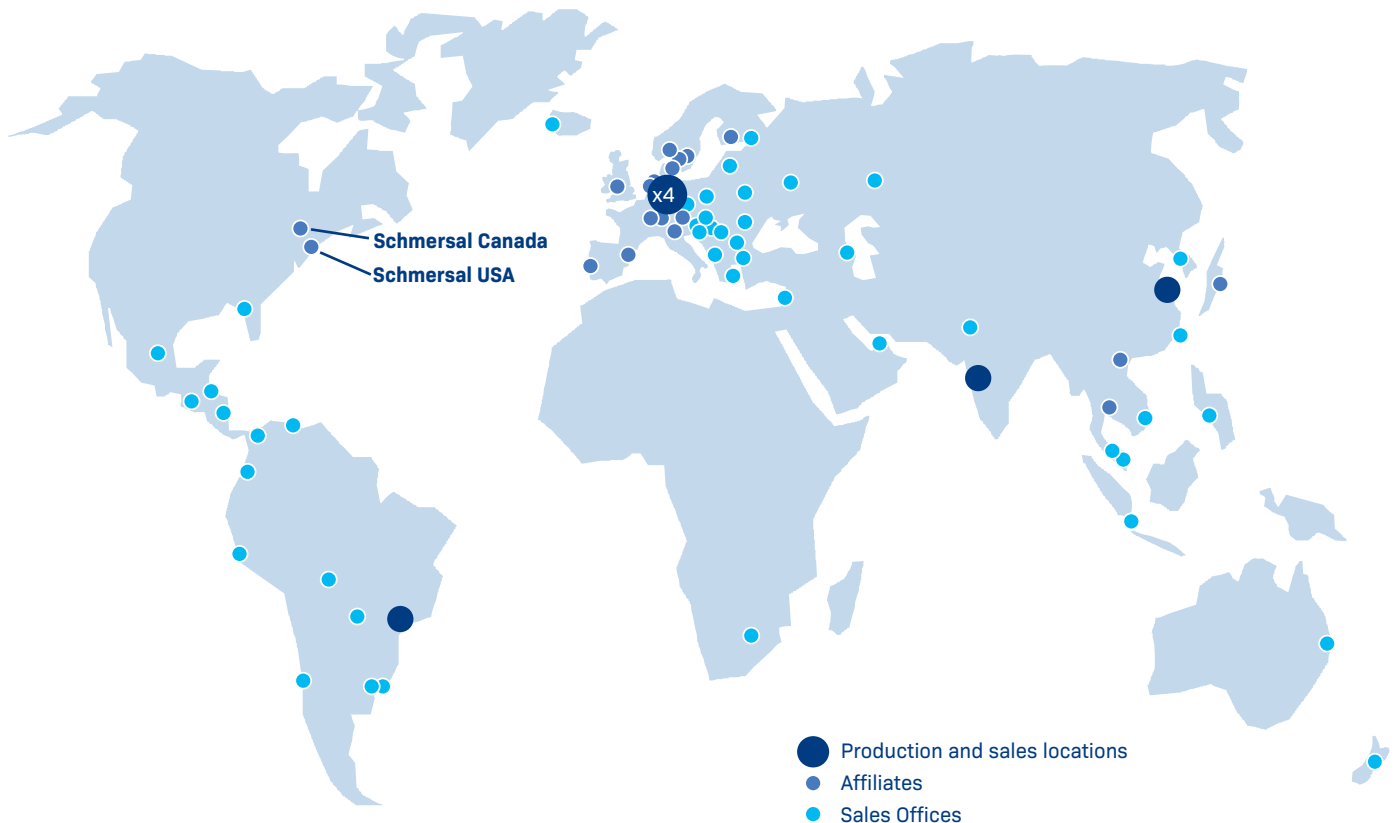 x4
Schmersal Canada
Schmersal USA
Production and sales locations
Affiliates
Sales Offices